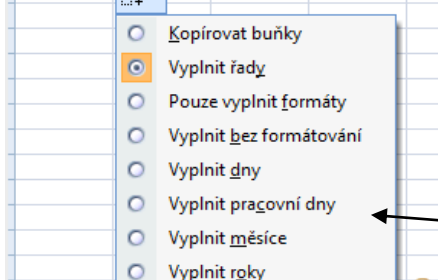 Kopírovat buňky
Vyplnit řady
Pouze vyplnit formáty
Vyplnit bez formátování
Vyplnit dny
Vyplnit pracovní dny
Vyplnit měsíce
Vyplnit roky